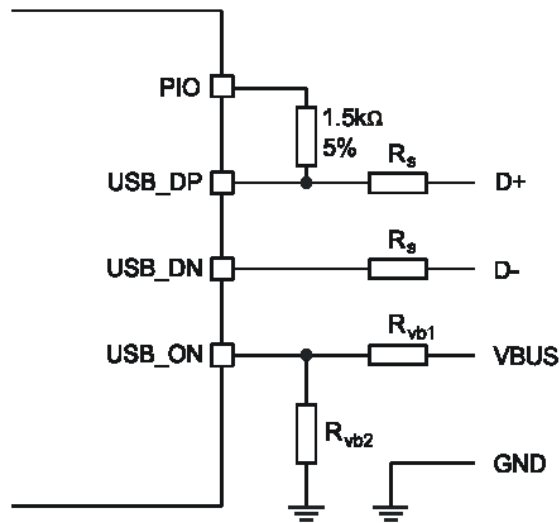 PIO
1.5kΩ
5%
USB_DP
Rs
D+
USB_DN
Rs
D-
USB_ON
Rvb1
VBUS
Rvb2
GND